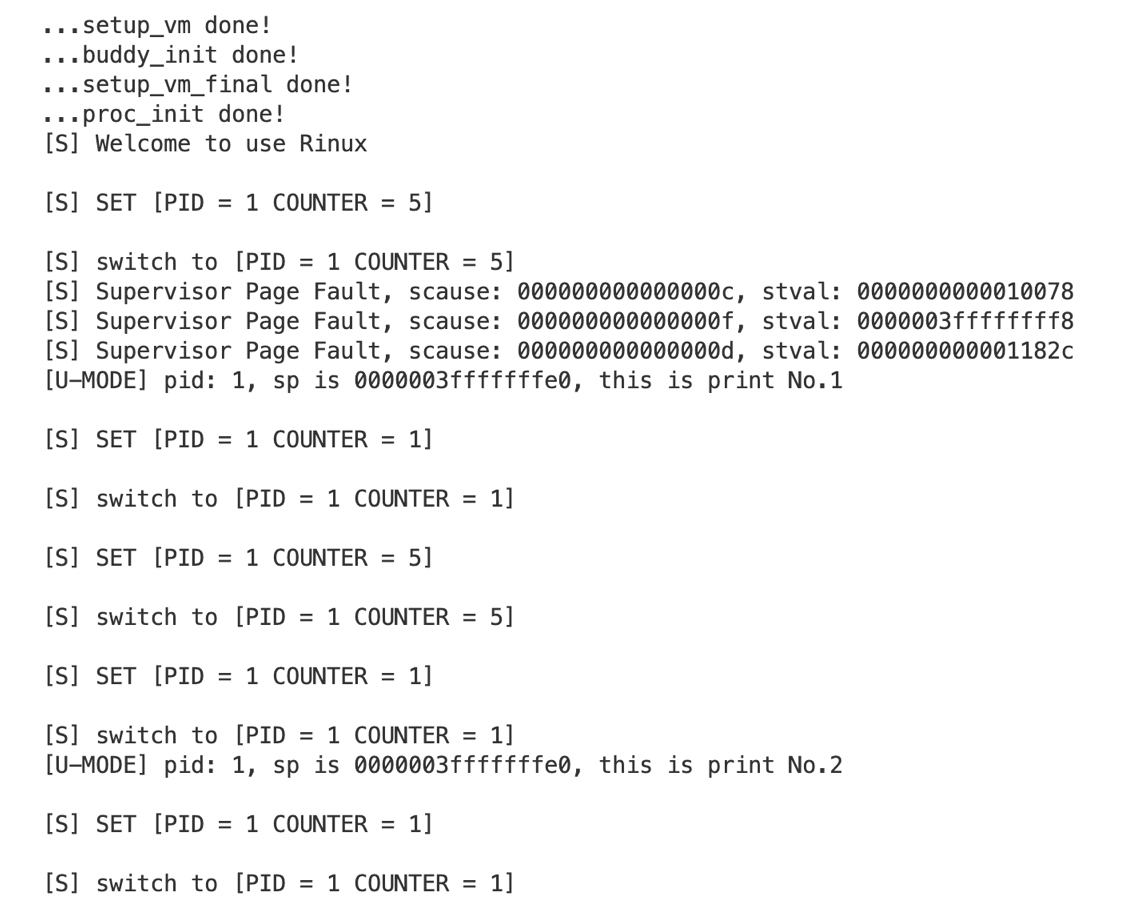 ...setup_vm done!
...buddy_init done!
...setup_vm_final done!
...proc_init done!
[S] Welcome to use Rinux
[S] SET [PID = 1 COUNTER = 5]
[S] switch to [PID = 1 COUNTER = 5]
[S] Supervisor Page Fault, scause: 000000000000000c, stval: 0000000000010078
[S] Supervisor Page Fault, scause: 000000000000000f, stval: 0000003ffffffff8
[S] Supervisor Page Fault, scause: 000000000000000d, stval: 000000000001182c
[U-MODE] pid: 1, sp is 0000003fffffffe0, this is print No.1
[S] SET [PID = 1 COUNTER = 1]
[S] switch to [PID = 1 COUNTER = 1]
[S] SET [PID = 1 COUNTER = 5]
[S] switch to [PID = 1 COUNTER = 5]
[S] SET [PID = 1 COUNTER = 1]
[S] switch to [PID = 1 COUNTER = 1]
[U-MODE] pid: 1, sp is 0000003fffffffe0, this is print No.2
[S] SET [PID = 1 COUNTER = 1]
[S] switch to [PID = 1 COUNTER = 1]